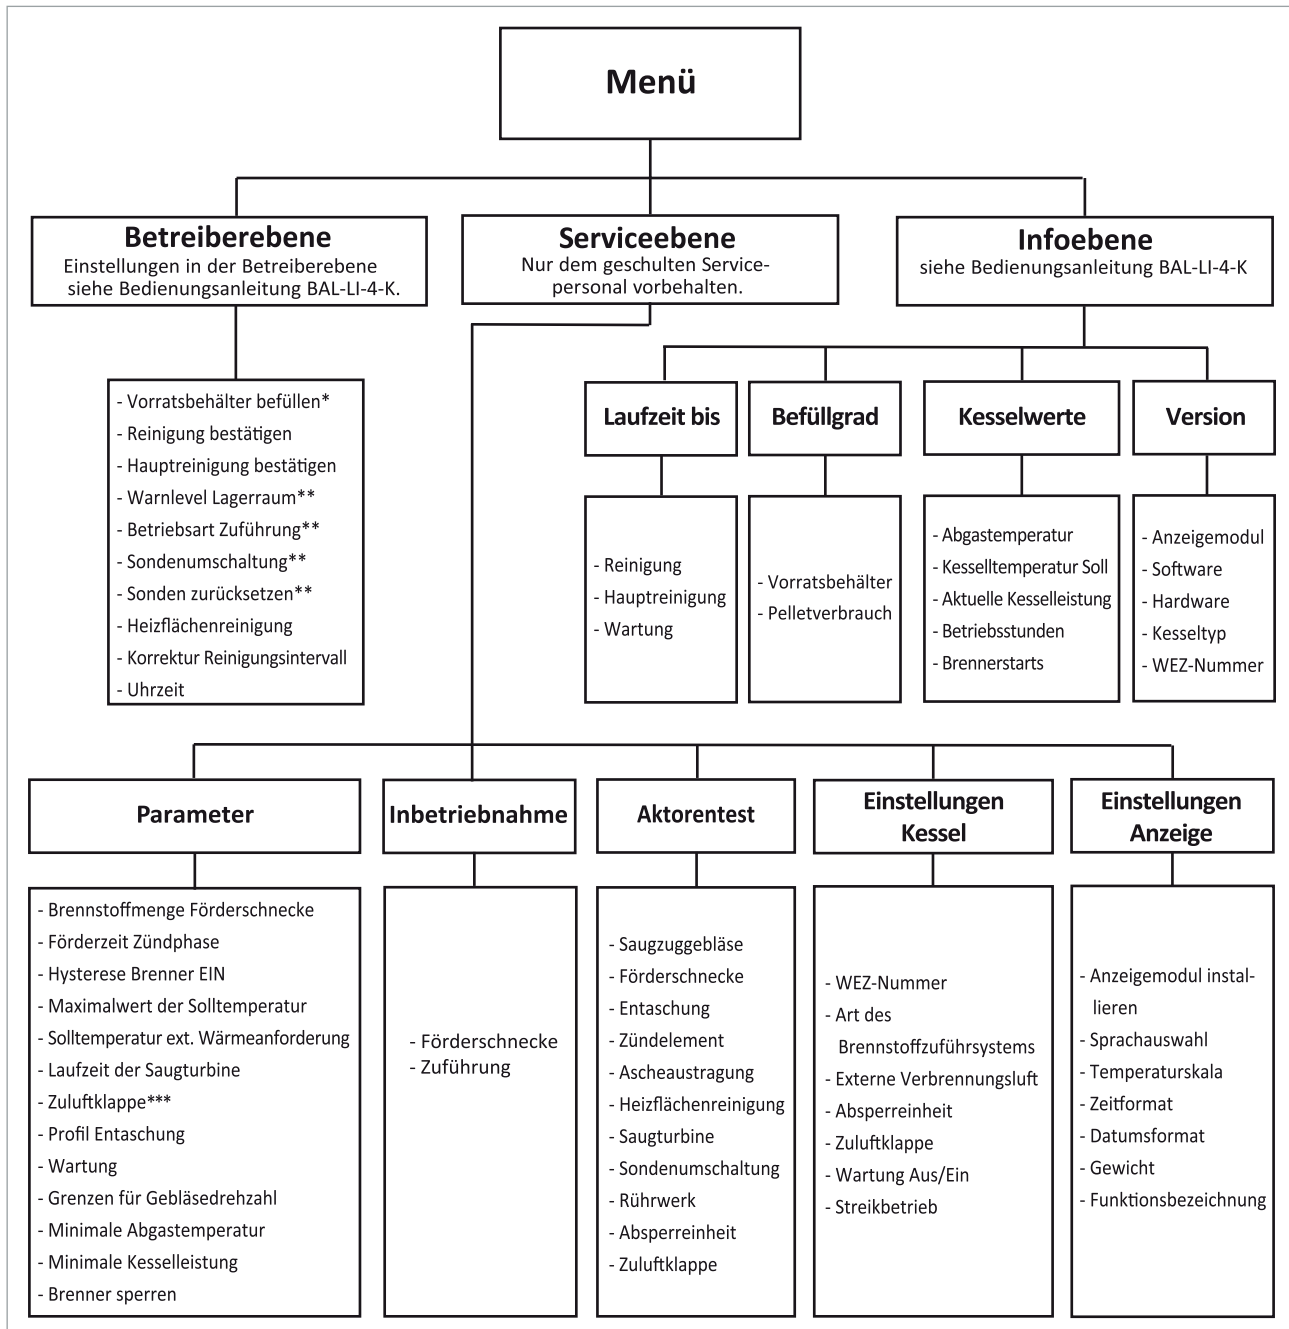 Menü
Betreiberebene
Einstellungen in der Betreiberebene
siehe Bedienungsanleitung BAL-LI-4-K.
Serviceebene
Nur dem geschulten Service-
personal vorbehalten.
Infoebene
siehe Bedienungsanleitung BAL-LI-4-K
- Vorratsbehälter befüllen*
- Reinigung bestätigen
- Hauptreinigung bestätigen
- Warnlevel Lagerraum**
- Betriebsart Zuführung**
- Sondenumschaltung**
- Sonden zurücksetzen**
- Heizflächenreinigung
- Korrektur Reinigungsintervall
- Uhrzeit
Laufzeit bis
- Reinigung
- Hauptreinigung
- Wartung
Befüllgrad
- Vorratsbehälter
- Pelletverbrauch
Kesselwerte
- Abgastemperatur
- Kesselltemperatur Soll
- Aktuelle Kesselleistung
- Betriebsstunden
- Brennerstarts
Version
- Anzeigemodul
- Software
- Hardware
- Kesseltyp
- WEZ-Nummer
Parameter
- Brennstoffmenge Förderschnecke
- Förderzeit Zündphase
- Hysterese Brenner EIN
- Maximalwert der Solltemperatur
- Solltemperatur ext. Wärmeanforderung
- Laufzeit der Saugturbine
- Zuluftklappe***
- Profil Entaschung
- Wartung
- Grenzen für Gebläsedrehzahl
- Minimale Abgastemperatur
- Minimale Kesselleistung
- Brenner sperren
Inbetriebnahme
- Förderschnecke
- Zuführung
Aktorentest
- Saugzuggebläse
- Förderschnecke
- Entaschung
- Zündelement
- Ascheaustragung
- Heizflächenreinigung
- Saugturbine
- Sondenumschaltung
- Rührwerk
- Absperreinheit
- Zuluftklappe
Einstellungen
Kessel
- WEZ-Nummer
- Art des
Brennstoffzuführsystems
- Externe Verbrennungsluft
- Absperreinheit
- Zuluftklappe
- Wartung Aus/Ein
- Streikbetrieb
Einstellungen
Anzeige
- Anzeigemodul instal-
lieren
- Sprachauswahl
- Temperaturskala
- Zeitformat
- Datumsformat
- Gewicht
- Funktionsbezeichnung